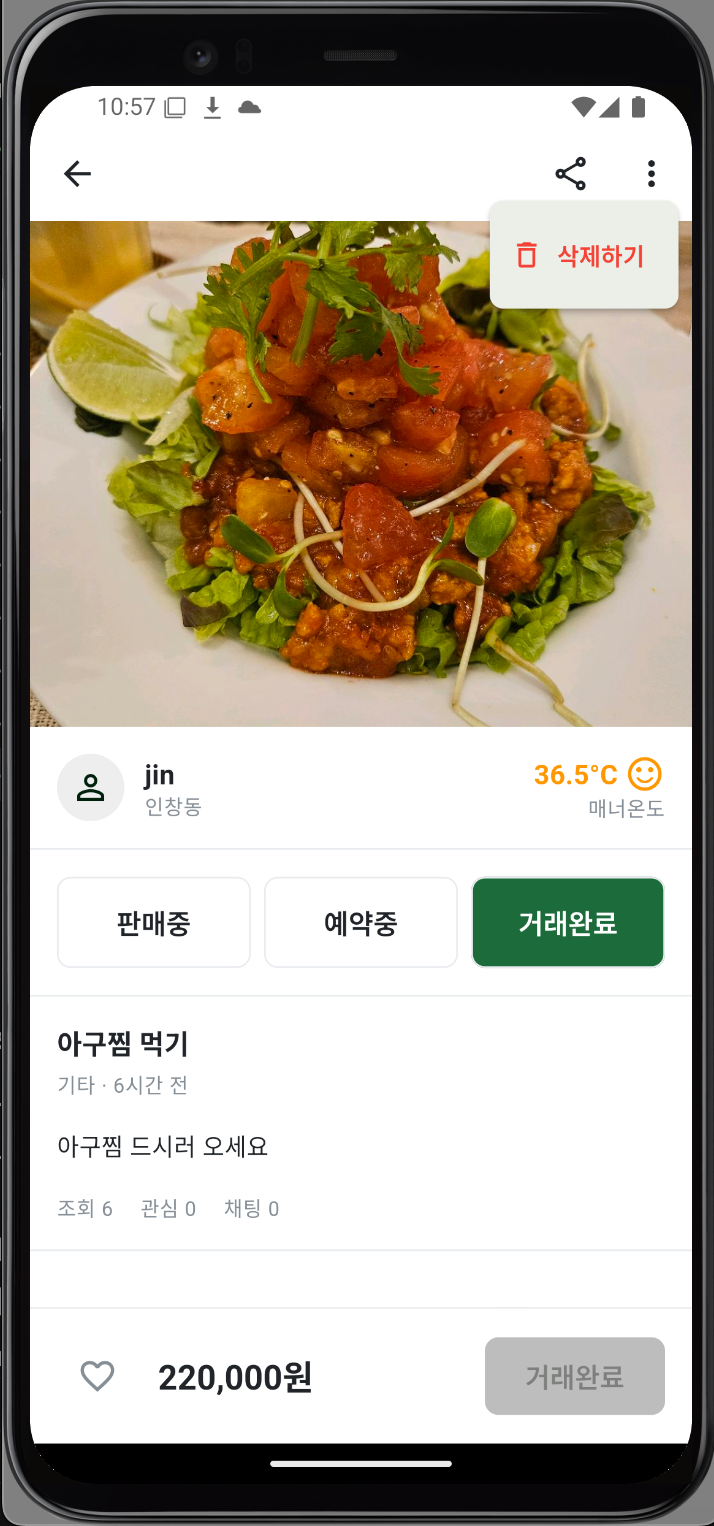 10:57
삭제하기
jin
인창동
36.5°C
매너온도
판매중
예약중
거래완료
아구찜 먹기
기타 · 6시간 전
아구찜 드시러 오세요
조회 6 관심 0 채팅 0
220,000원
거래완료